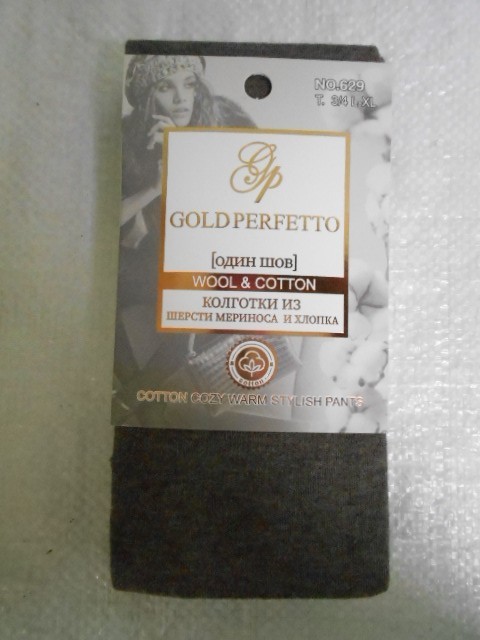 NO.629
T. 3/4 L-XL
Gp
GOLD PERFETTO
[один шов]
WOOL & COTTON
КОЛГОТКИ ИЗ
ШЕРСТИ МЕРИНОСА И ХЛОПКА
cotton
COTTON COZY WARM STYLISH PANTS